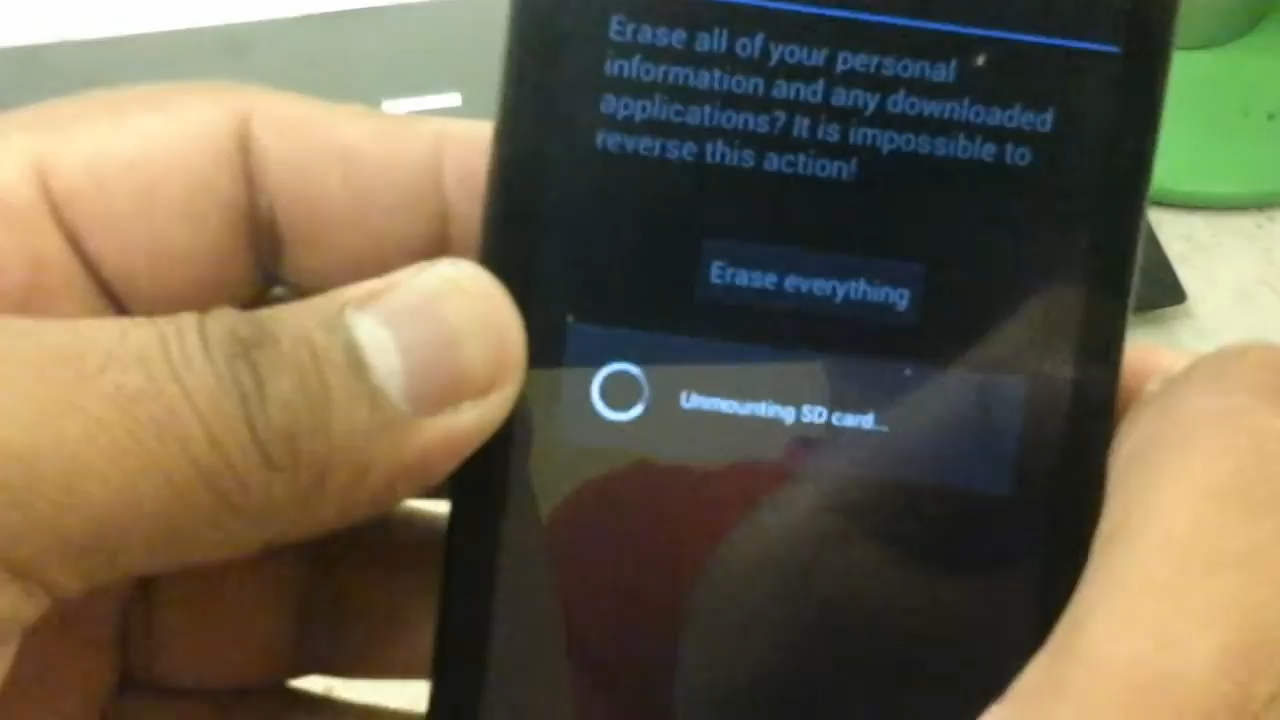 Erase all of your personal
information and any downloaded
applications? It is impossible to
reverse this action!
Erase everything
Unmounting SD card...